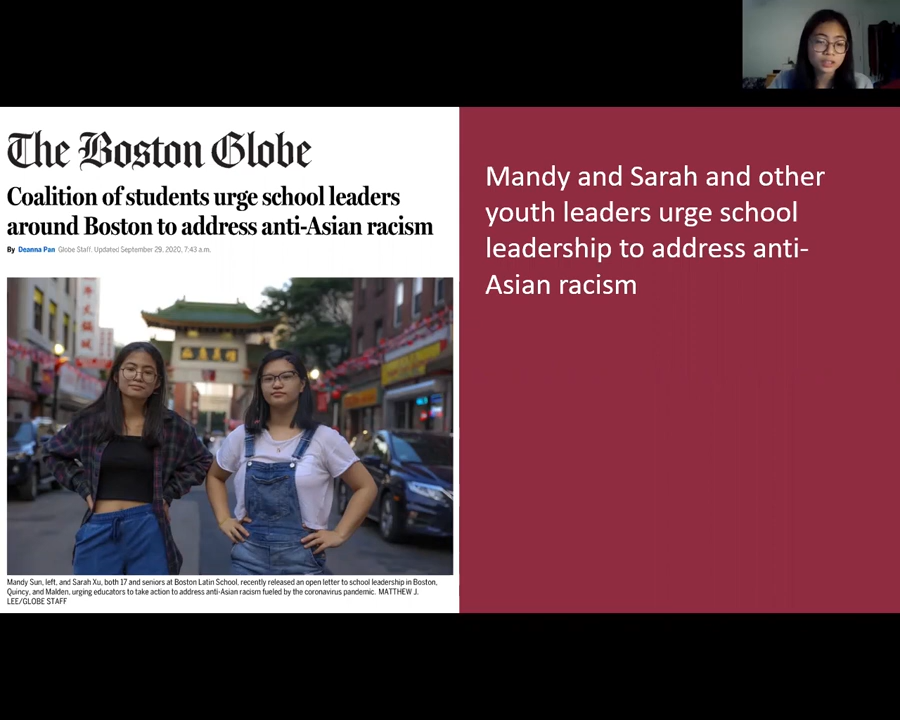 The Boston Globe
Coalition of students urge school leaders
around Boston to address anti-Asian racism
By Deanna Pan Globe Staff. Updated September 29, 2020, 7:43 a.m.
Mandy Sun, left, and Sarah Xu, both 17 and seniors at Boston Latin School, recently released an open letter to school leadership in Boston,
Quincy, and Malden, urging educators to take action to address anti-Asian racism fueled by the coronavirus pandemic. MATTHEW J.
LEE/GLOBE STAFF
Mandy and Sarah and other
youth leaders urge school
leadership to address anti-
Asian racism